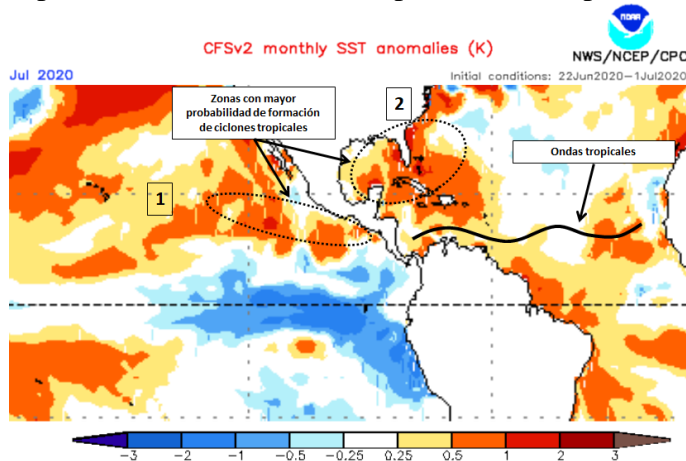 NOAA
CFSv2 monthly SST anomalies (K)
NWS/NCEP/CPC
Jul 2020
Initial conditions: 22Jun2020–1Jul2020
Zonas con mayor
probabilidad de formación
de ciclones tropicales
2
Ondas tropicales
1
-3 -2 -1 -0.5 -0.25 0.25 0.5 1 2 3